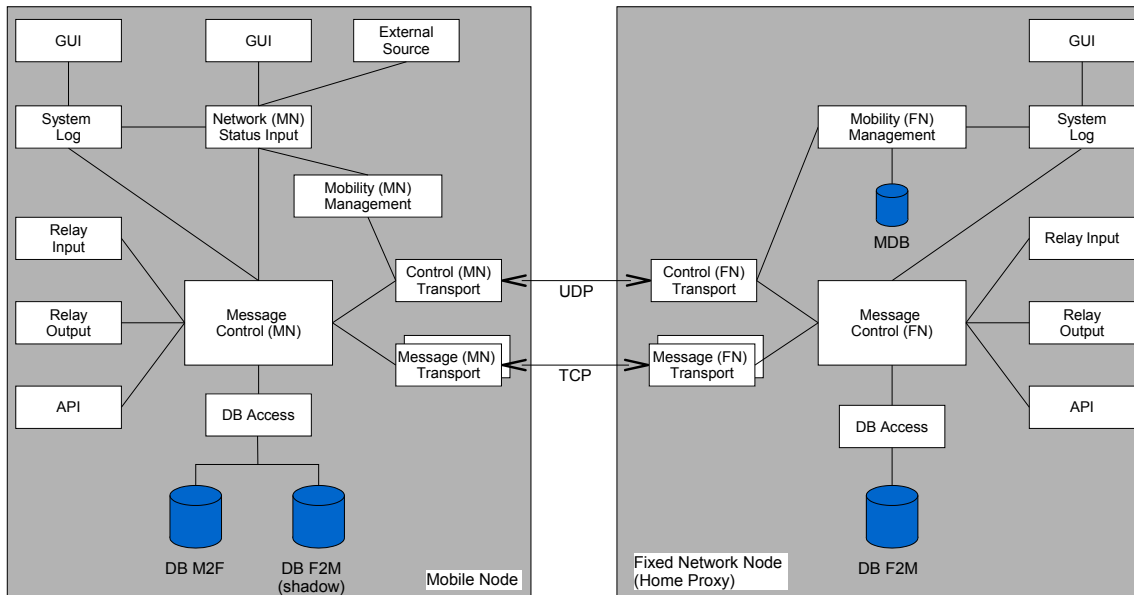 GUI
GUI
External
Source
System
Log
Network (MN)
Status Input
Mobility (MN)
Management
Relay
Input
Relay
Output
API
Message
Control (MN)
Control (MN)
Transport
Message (MN)
Transport
DB Access
DB M2F
DB F2M
(shadow)
Mobile Node
UDP
TCP
GUI
Mobility (FN)
Management
System
Log
MDB
Control (FN)
Transport
Message (FN)
Transport
Message
Control (FN)
Relay Input
Relay
Output
API
DB Access
DB F2M
Fixed Network Node
(Home Proxy)